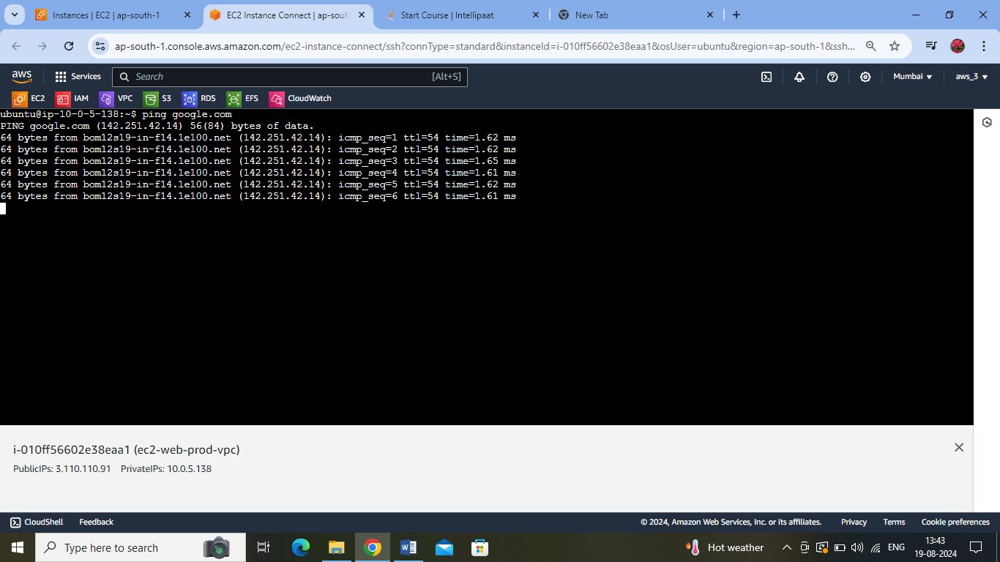 Instances | EC2 | ap-south-1
EC2 Instance Connect | ap-sout
Start Course | Intellipaat
New Tab
ap-south-1.console.aws.amazon.com/ec2-instance-connect/ssh?connType=standard&instanceId=i-010ff56602e38eaa1&osUser=ubuntu&region=ap-south-1&ssh...
aws
Services
Search
[Alt+S]
Mumbai
aws_3
EC2
IAM
VPC
S3
RDS
EFS
CloudWatch
ubuntu@ip-10-0-5-138:~$ ping google.com
PING google.com (142.251.42.14) 56(84) bytes of data.
64 bytes from bom12s19-in-f14.1e100.net (142.251.42.14): icmp_seq=1 ttl=54 time=1.62 ms
64 bytes from bom12s19-in-f14.1e100.net (142.251.42.14): icmp_seq=2 ttl=54 time=1.62 ms
64 bytes from bom12s19-in-f14.1e100.net (142.251.42.14): icmp_seq=3 ttl=54 time=1.65 ms
64 bytes from bom12s19-in-f14.1e100.net (142.251.42.14): icmp_seq=4 ttl=54 time=1.61 ms
64 bytes from bom12s19-in-f14.1e100.net (142.251.42.14): icmp_seq=5 ttl=54 time=1.62 ms
64 bytes from bom12s19-in-f14.1e100.net (142.251.42.14): icmp_seq=6 ttl=54 time=1.61 ms
i-010ff56602e38eaa1 (ec2-web-prod-vpc)
PublicIPs: 3.110.110.91 PrivateIPs: 10.0.5.138
CloudShell
Feedback
© 2024, Amazon Web Services, Inc. or its affiliates.
Privacy
Terms
Cookie preferences
Type here to search
Hot weather
ENG
13:43
19-08-2024